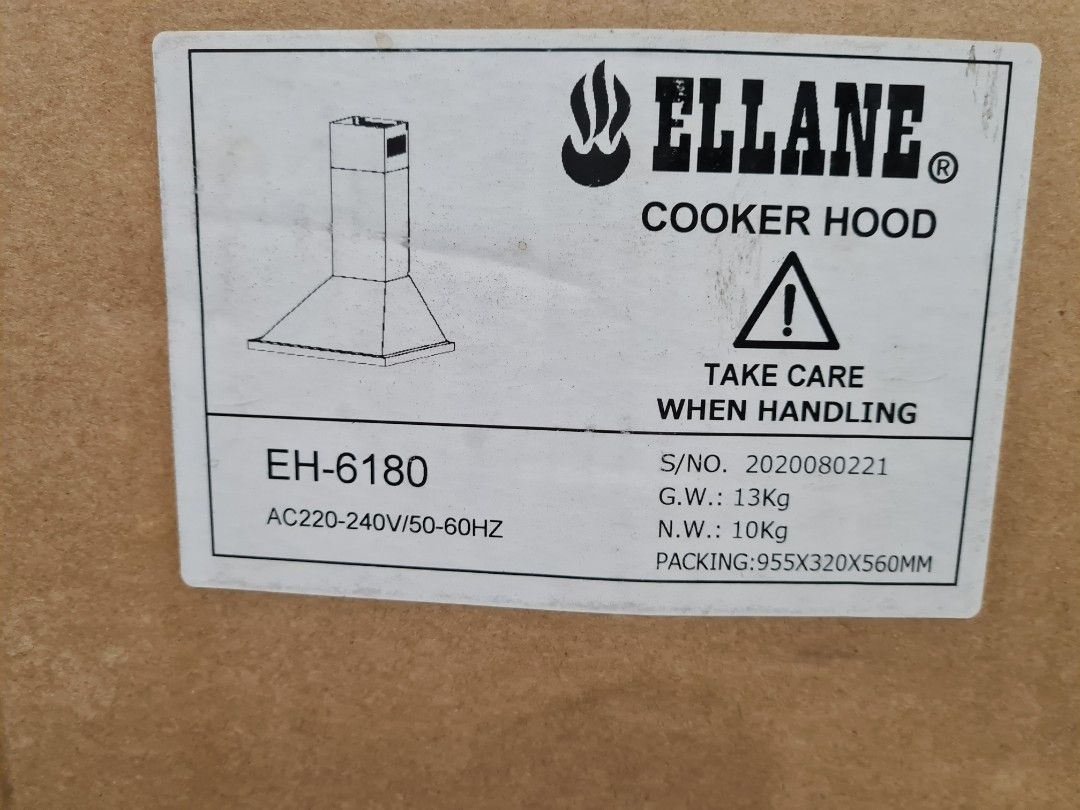 ELLANE®
COOKER HOOD
TAKE CARE
WHEN HANDLING
EH-6180
AC220-240V/50-60HZ
S/NO. 2020080221
G.W.: 13Kg
N.W.: 10Kg
PACKING:955X320X560MM